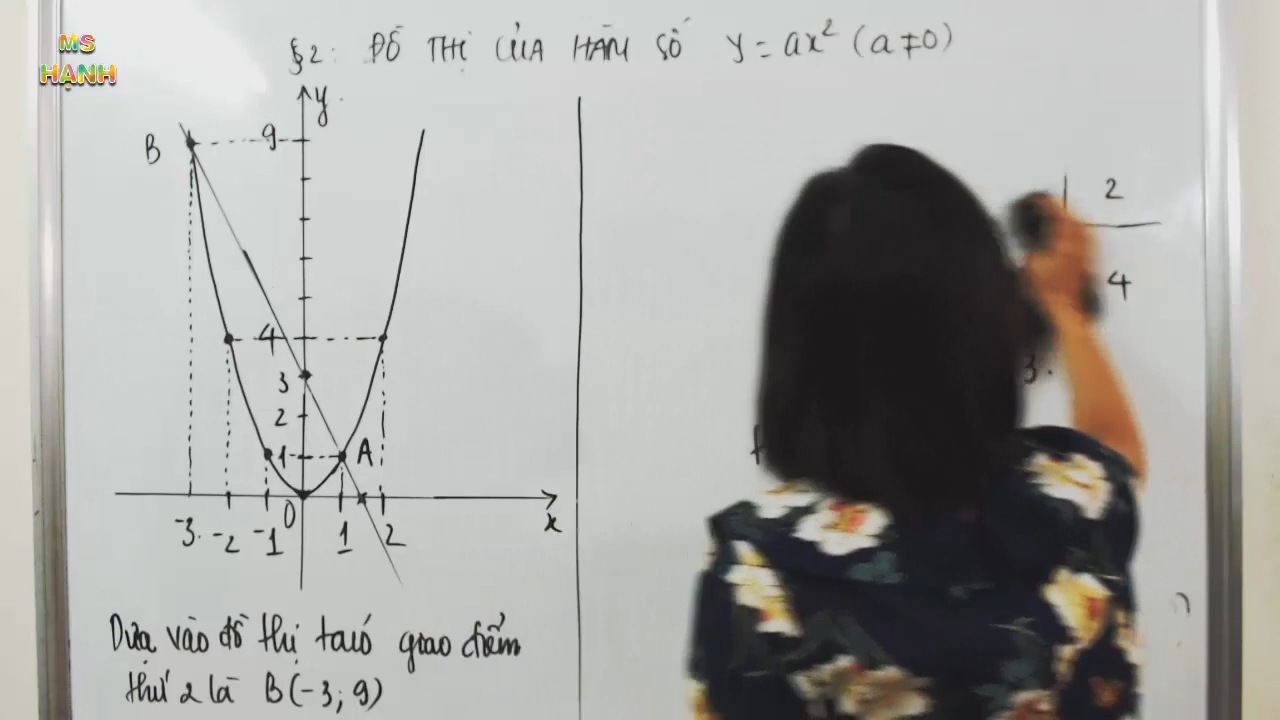 MS
HẠNH
§2: ĐỒ THỊ CỦA HÀM SỐ y = ax² (a ≠ 0)
y
B
9
4
3
2
1
A
0
-3 -2 -1 1 2
x
Dựa vào đồ thị ta có giao điểm
thứ 2 là B(-3; 9)
2
4
3.